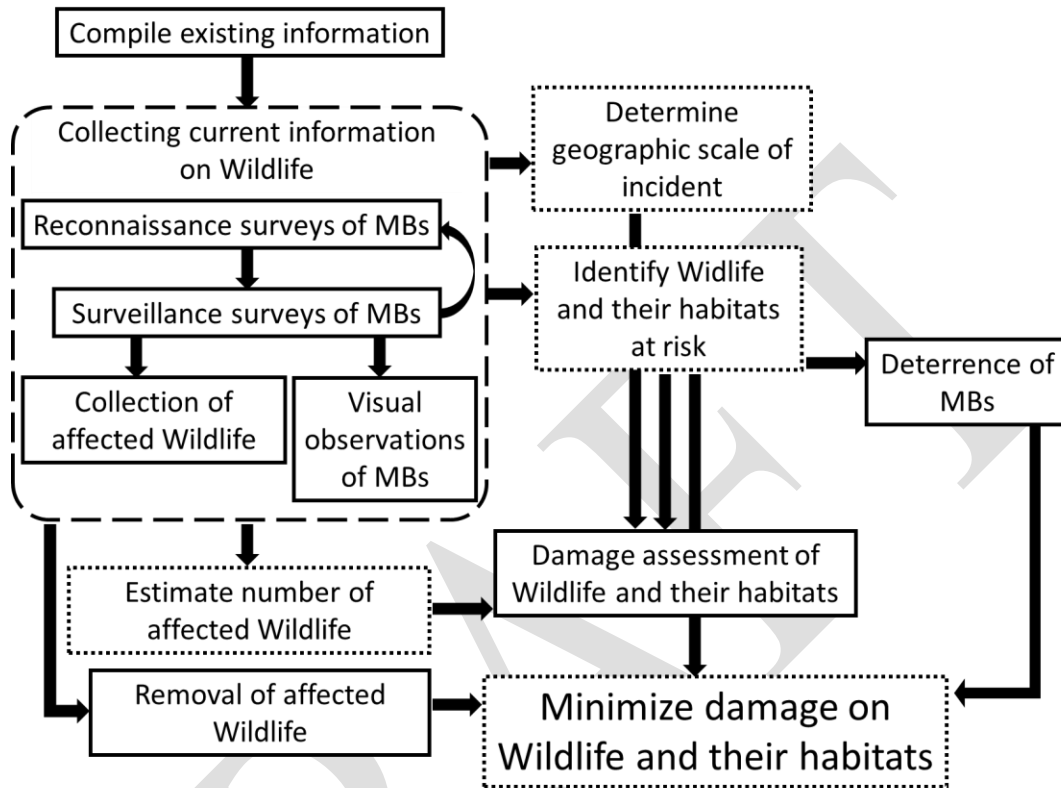 Compile existing information
Collecting current information
on Wildlife
Reconnaissance surveys of MBs
Surveillance surveys of MBs
Collection of
affected Wildlife
Visual
observations
of MBs
Determine
geographic scale of
incident
Identify Widlife
and their habitats
at risk
Deterrence of
MBs
Damage assessment of
Wildlife and their habitats
Estimate number of
affected Wildlife
Removal of affected
Wildlife
Minimize damage on
Wildlife and their habitats
DRAFT